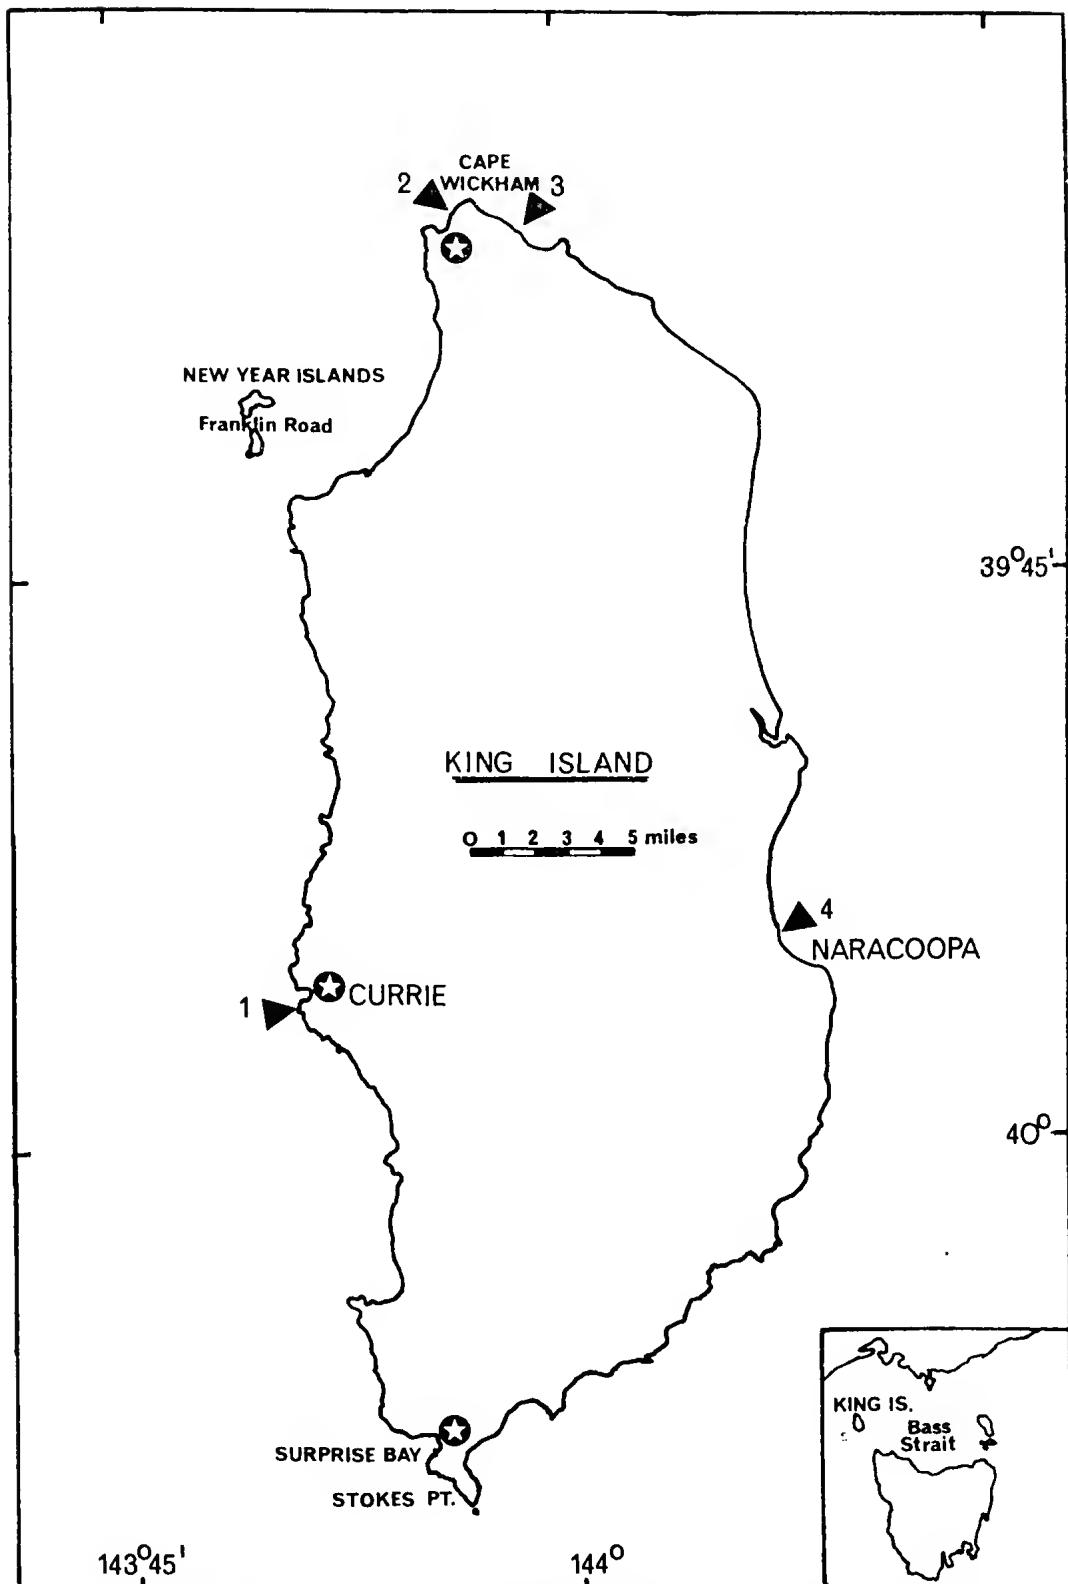 CAPE
2 WICKHAM 3
NEW YEAR ISLANDS
Franklin Road
39°45'
KING ISLAND
0 1 2 3 4 5 miles
4
NARACOOPA
1 CURRIE
40°
KING IS.
Bass
Strait
SURPRISE BAY
STOKES PT.
143°45' 144°